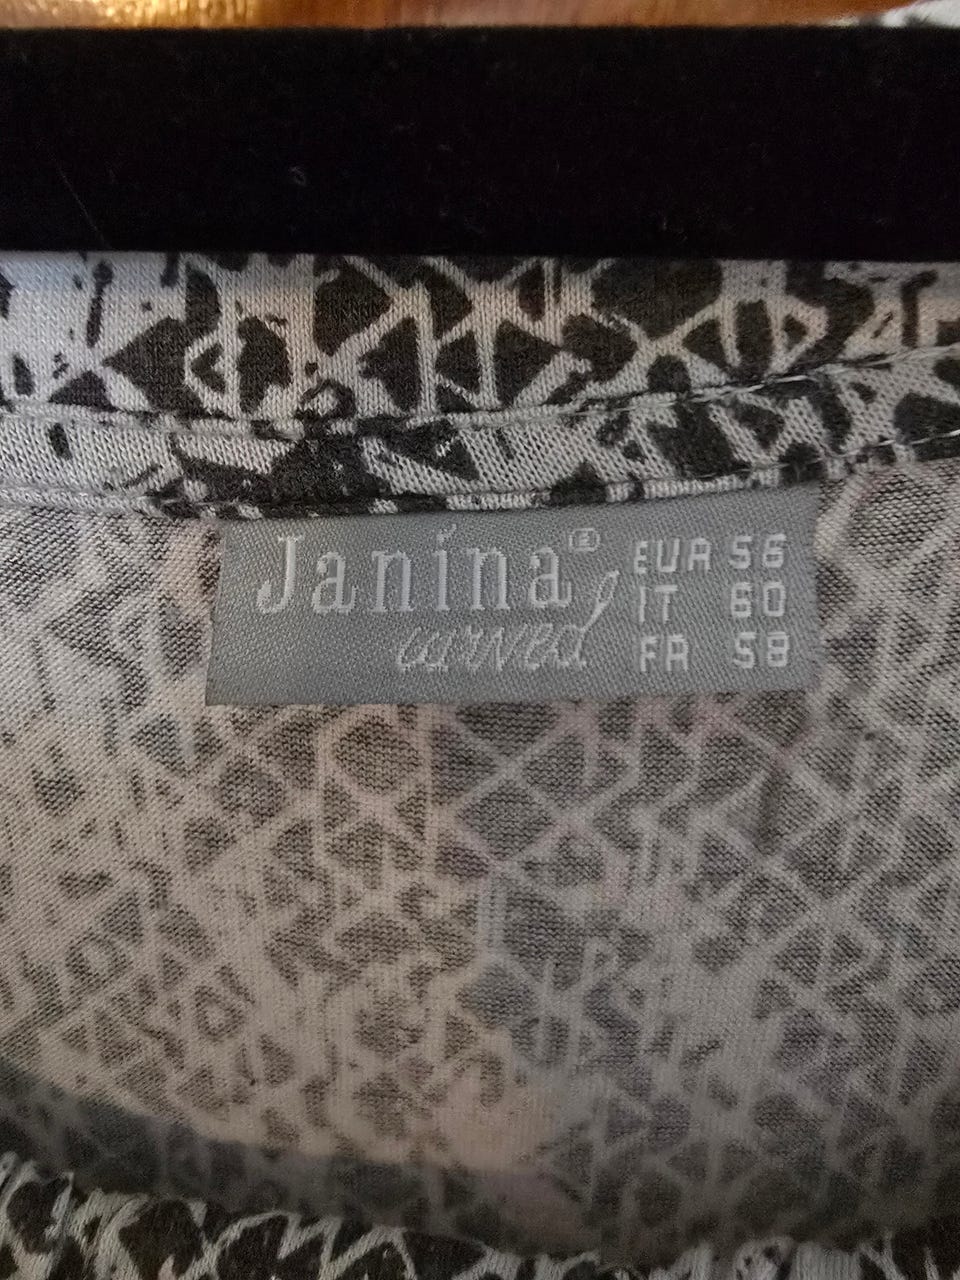 Janina® EUR 56
curved IT 60
FR 58